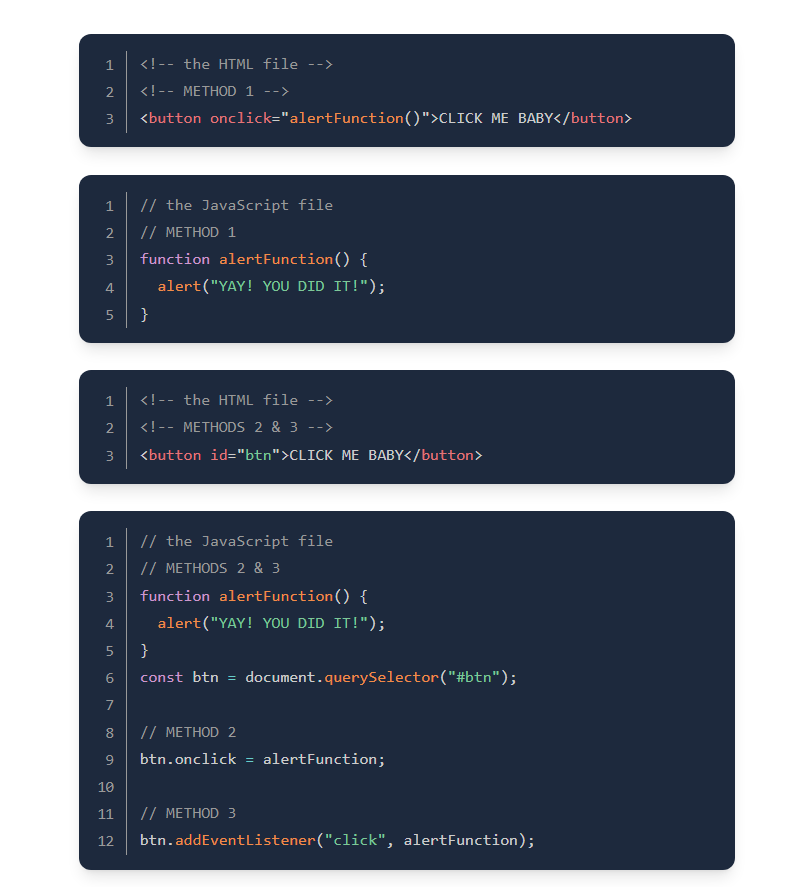 1 <!-- the HTML file -->
2 <!-- METHOD 1 -->
3 <button onclick="alertFunction()">CLICK ME BABY</button>
1 // the JavaScript file
2 // METHOD 1
3 function alertFunction() {
4   alert("YAY! YOU DID IT!");
5 }
1 <!-- the HTML file -->
2 <!-- METHODS 2 & 3 -->
3 <button id="btn">CLICK ME BABY</button>
1 // the JavaScript file
2 // METHODS 2 & 3
3 function alertFunction() {
4   alert("YAY! YOU DID IT!");
5 }
6 const btn = document.querySelector("#btn");
7
8 // METHOD 2
9 btn.onclick = alertFunction;
10
11 // METHOD 3
12 btn.addEventListener("click", alertFunction);